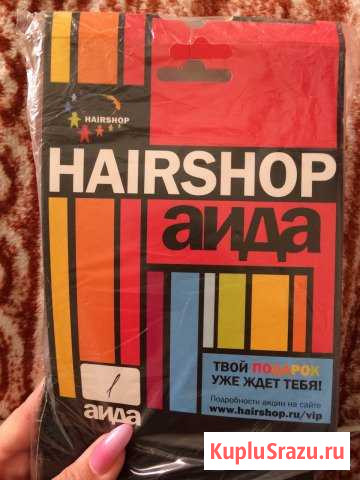 HAIRSHOP
HAIRSHOP
аида
ТВОЙ ПОДАРОК
УЖЕ ЖДЕТ ТЕБЯ!
Подробности акции на сайте
www.hairshop.ru/vip
аида
KupluSrazu.ru